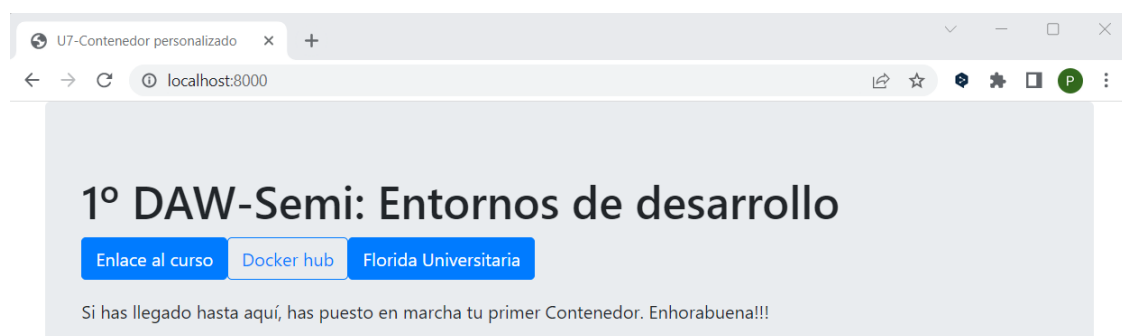 U7-Contenedor personalizado
localhost:8000
P
1º DAW-Semi: Entornos de desarrollo
Enlace al curso Docker hub Florida Universitaria
Si has llegado hasta aquí, has puesto en marcha tu primer Contenedor. Enhorabuena!!!